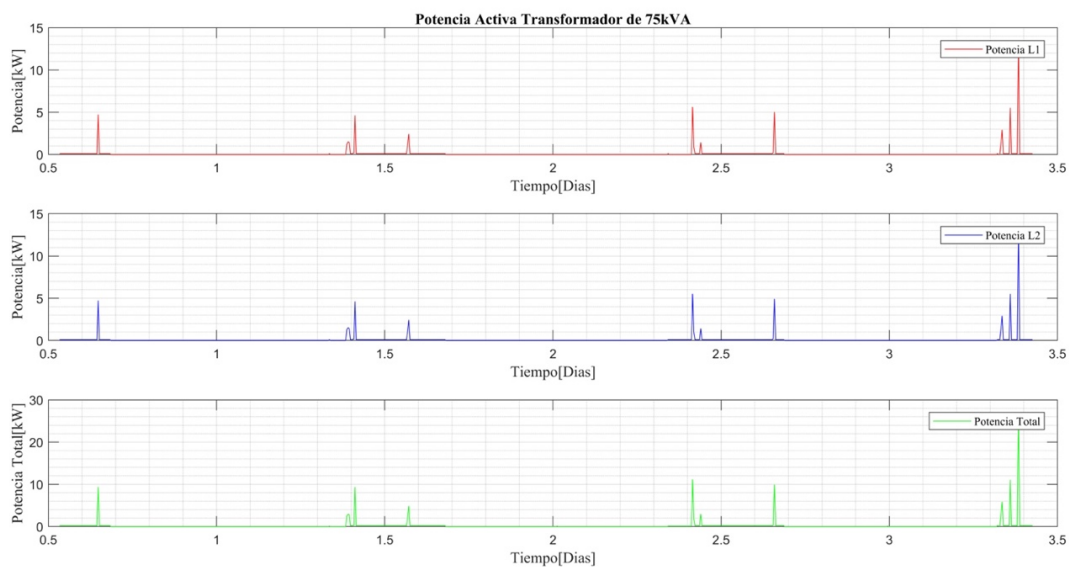 Potencia Activa Transformador de 75kVA
15
10
5
0
Potencia[kW]
Potencia L1
0.5 1 1.5 2 2.5 3 3.5
Tiempo[Dias]
15
10
5
0
Potencia[kW]
Potencia L2
0.5 1 1.5 2 2.5 3 3.5
Tiempo[Dias]
30
20
10
0
Potencia Total[kW]
Potencia Total
0.5 1 1.5 2 2.5 3 3.5
Tiempo[Dias]